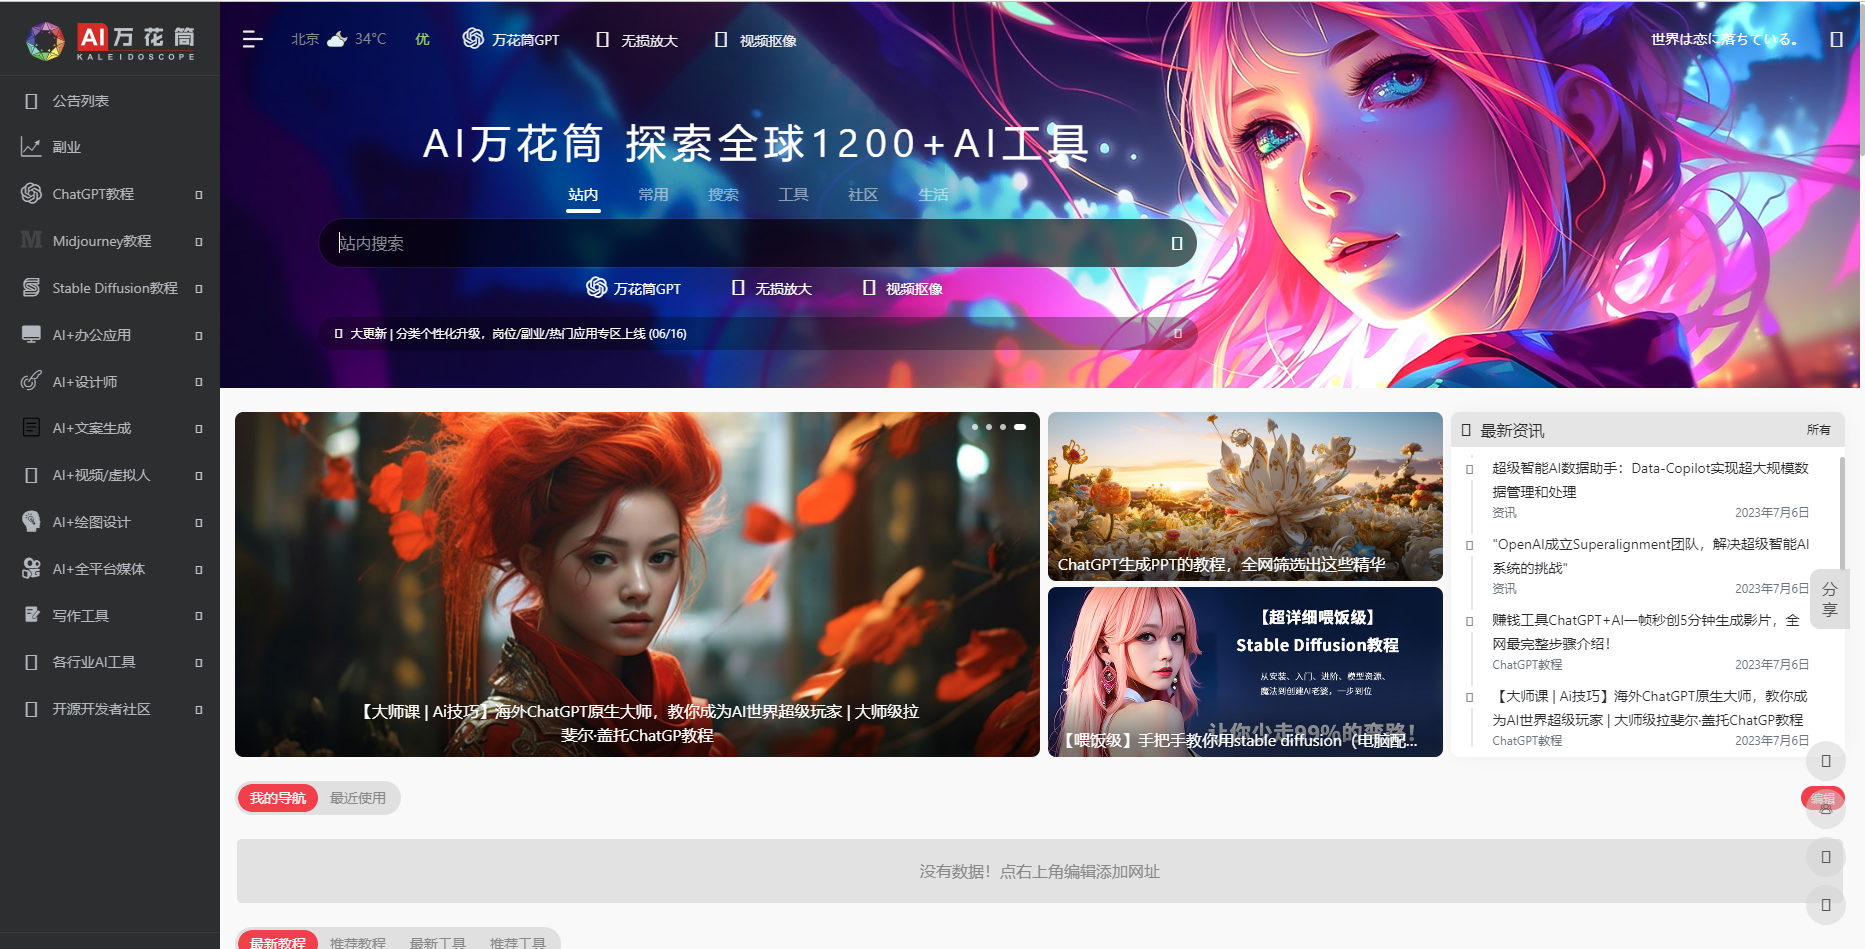 AI万花筒
KALEIDOSCOPE
公告列表
副业
ChatGPT教程
Midjourney教程
Stable Diffusion教程
AI+办公应用
AI+设计师
AI+文案生成
AI+视频/虚拟人
AI+绘图设计
AI+全平台媒体
写作工具
各行业AI工具
开源开发者社区
北京 34°C 优 万花筒GPT 无损放大 视频抠像
世界は恋に落ちている。
AI万花筒 探索全球1200+AI工具
站内 常用 搜索 工具 社区 生活
站内搜索
万花筒GPT 无损放大 视频抠像
大更新 | 分类个性化升级，岗位/副业/热门应用专区上线 (06/16)
【大师课 | Ai技巧】海外ChatGPT原生大师，教你成为AI世界超级玩家 | 大师级拉
斐尔·盖托ChatGP教程
ChatGPT生成PPT的教程，全网筛选出这些精华
【超详细喂饭级】
Stable Diffusion教程
从安装、入门、进阶、模型资源、
魔法到创建AI老婆，一步到位
让你少走99%的弯路！
【喂饭级】手把手教你用stable diffusion（电脑配...
最新资讯 所有
超级智能AI数据助手：Data-Copilot实现超大规模数
据管理和处理
资讯 2023年7月6日
"OpenAI成立Superalignment团队，解决超级智能AI
系统的挑战"
资讯 2023年7月6日
赚钱工具ChatGPT+AI一帧秒创5分钟生成影片，全
网最完整步骤介绍！
ChatGPT教程 2023年7月6日
【大师课 | Ai技巧】海外ChatGPT原生大师，教你成
为AI世界超级玩家 | 大师级拉斐尔·盖托ChatGP教程
ChatGPT教程 2023年7月6日
分
享
我的导航 最近使用
编辑
没有数据！点右上角编辑添加网址
最新教程 推荐教程 最新工具 推荐工具